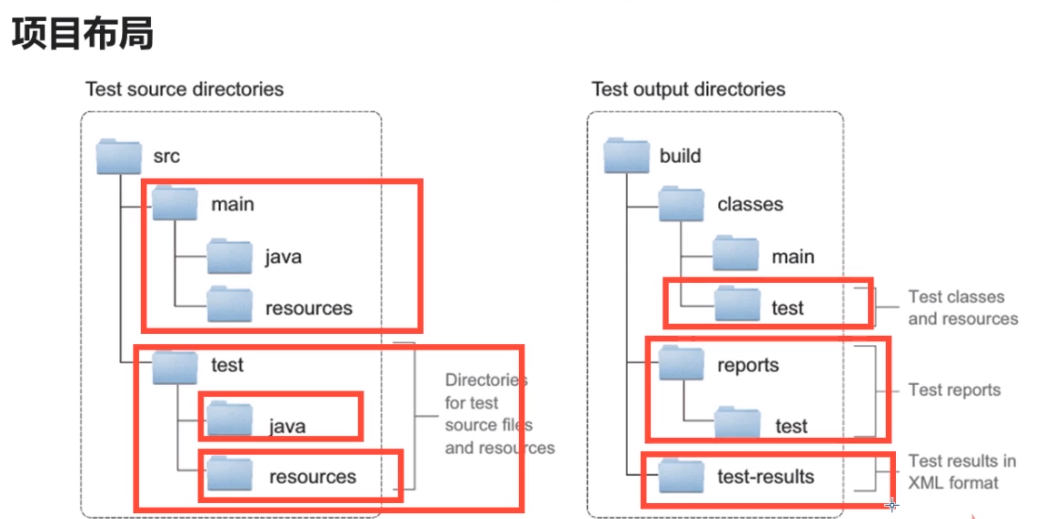 项目布局
Test source directories
src
main
java
resources
test
java
resources
Directories
for test
source files
and resources
Test output directories
build
classes
main
test
Test classes
and resources
reports
Test reports
test
test-results
Test results in
XML format